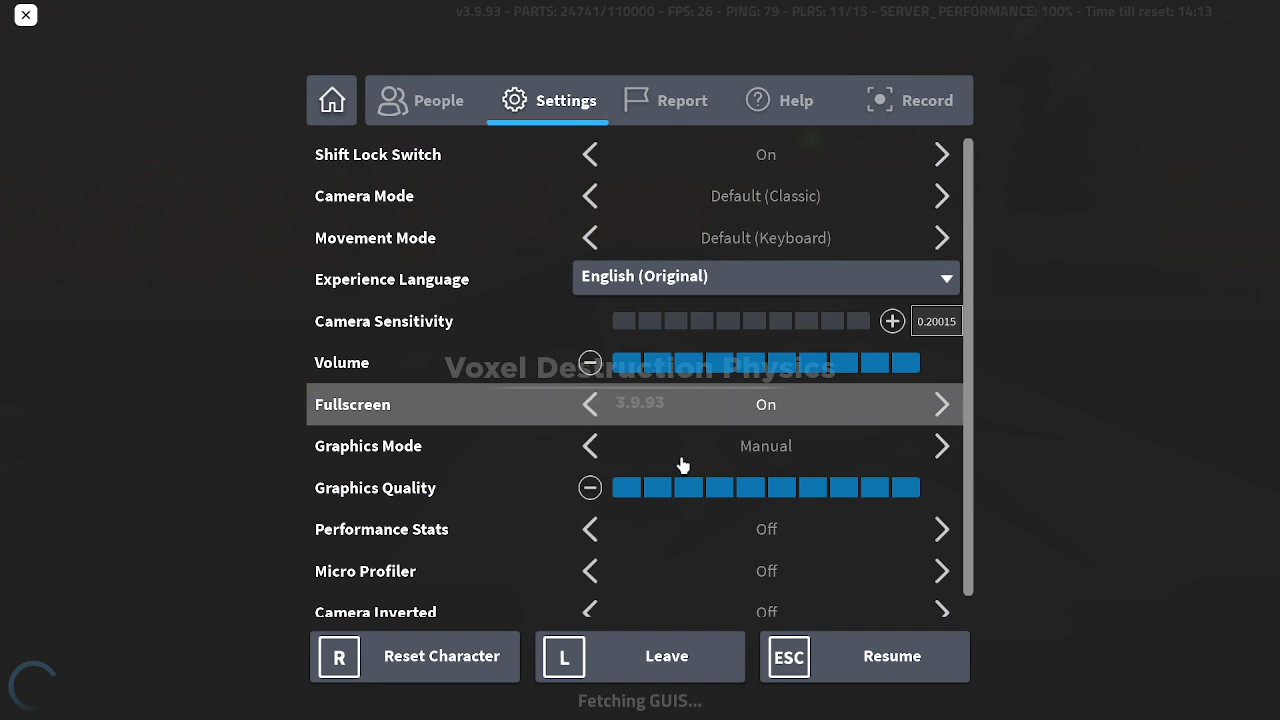 v3.9.93 - PARTS: 24741/110000 - FPS: 26 - PING: 79 - PLRS: 11/15 - SERVER_PERFORMANCE: 100% - Time till reset: 14:13
People Settings Report Help Record
Shift Lock Switch On
Camera Mode Default (Classic)
Movement Mode Default (Keyboard)
Experience Language English (Original)
Camera Sensitivity 0.20015
Volume
Voxel Destruction Physics
Fullscreen 3.9.93 On
Graphics Mode Manual
Graphics Quality
Performance Stats Off
Micro Profiler Off
Camera Inverted Off
R Reset Character L Leave ESC Resume
Fetching GUIS...